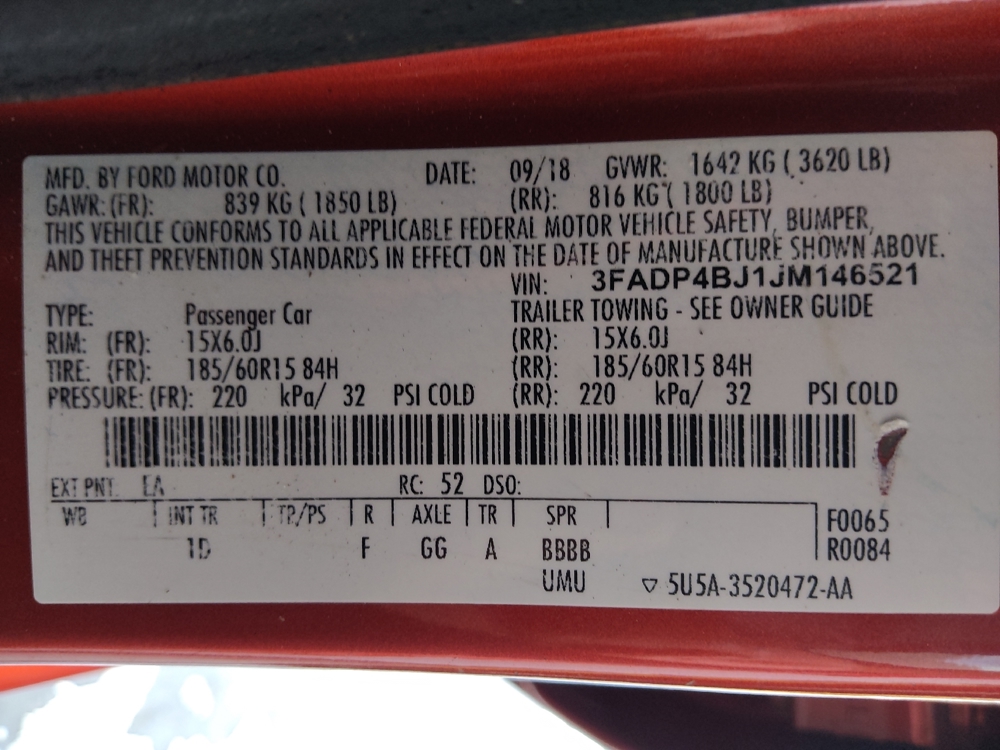 MFD. BY FORD MOTOR CO. DATE: 09/18 GVWR: 1642 KG ( 3620 LB)
GAWR: (FR): 839 KG ( 1850 LB) (RR): 816 KG ( 1800 LB)
THIS VEHICLE CONFORMS TO ALL APPLICABLE FEDERAL MOTOR VEHICLE SAFETY, BUMPER,
AND THEFT PREVENTION STANDARDS IN EFFECT ON THE DATE OF MANUFACTURE SHOWN ABOVE.
VIN: 3FADP4BJ1JM146521
TYPE: Passenger Car TRAILER TOWING - SEE OWNER GUIDE
RIM: (FR): 15X6.0J (RR): 15X6.0J
TIRE: (FR): 185/60R15 84H (RR): 185/60R15 84H
PRESSURE: (FR): 220 kPa/ 32 PSI COLD (RR): 220 kPa/ 32 PSI COLD
EXT PNT: EA RC: 52 DSO:
WB INT TR TP/PS R AXLE TR SPR F0065
1D F GG A BBBB R0084
UMU ▽ 5U5A-3520472-AA